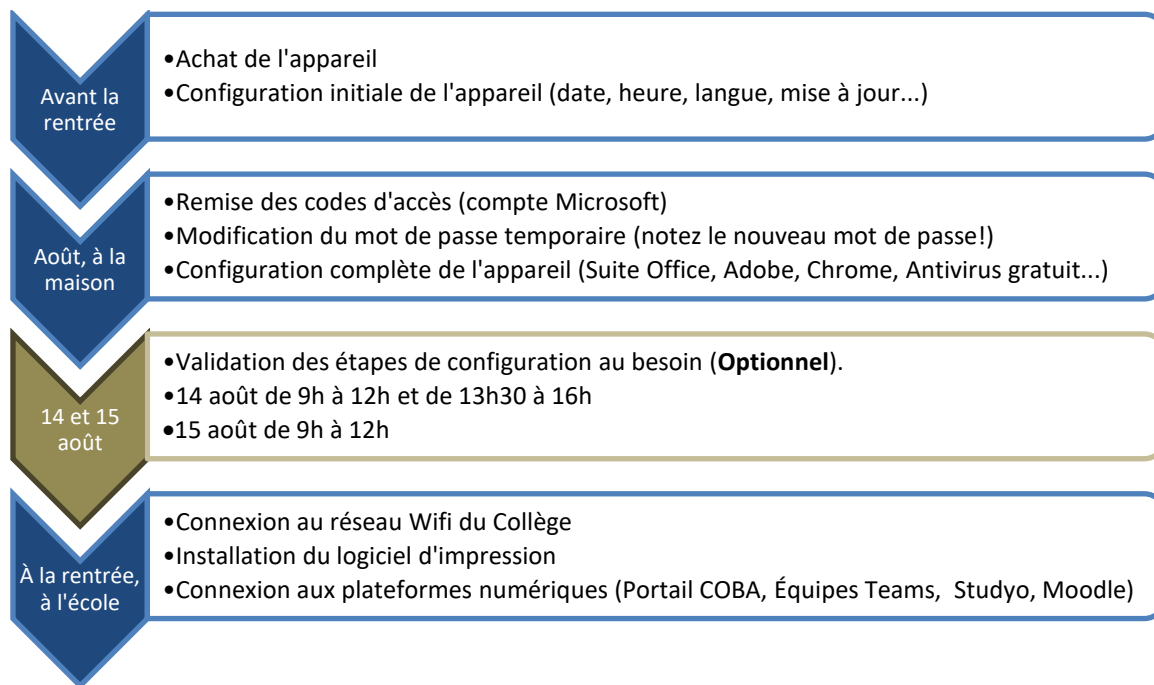 Avant la
rentrée
•Achat de l'appareil
•Configuration initiale de l'appareil (date, heure, langue, mise à jour...)
Août, à la
maison
•Remise des codes d'accès (compte Microsoft)
•Modification du mot de passe temporaire (notez le nouveau mot de passe!)
•Configuration complète de l'appareil (Suite Office, Adobe, Chrome, Antivirus gratuit...)
14 et 15
août
•Validation des étapes de configuration au besoin (Optionnel).
•14 août de 9h à 12h et de 13h30 à 16h
•15 août de 9h à 12h
À la rentrée,
à l'école
•Connexion au réseau Wifi du Collège
•Installation du logiciel d'impression
•Connexion aux plateformes numériques (Portail COBA, Équipes Teams, Studyo, Moodle)